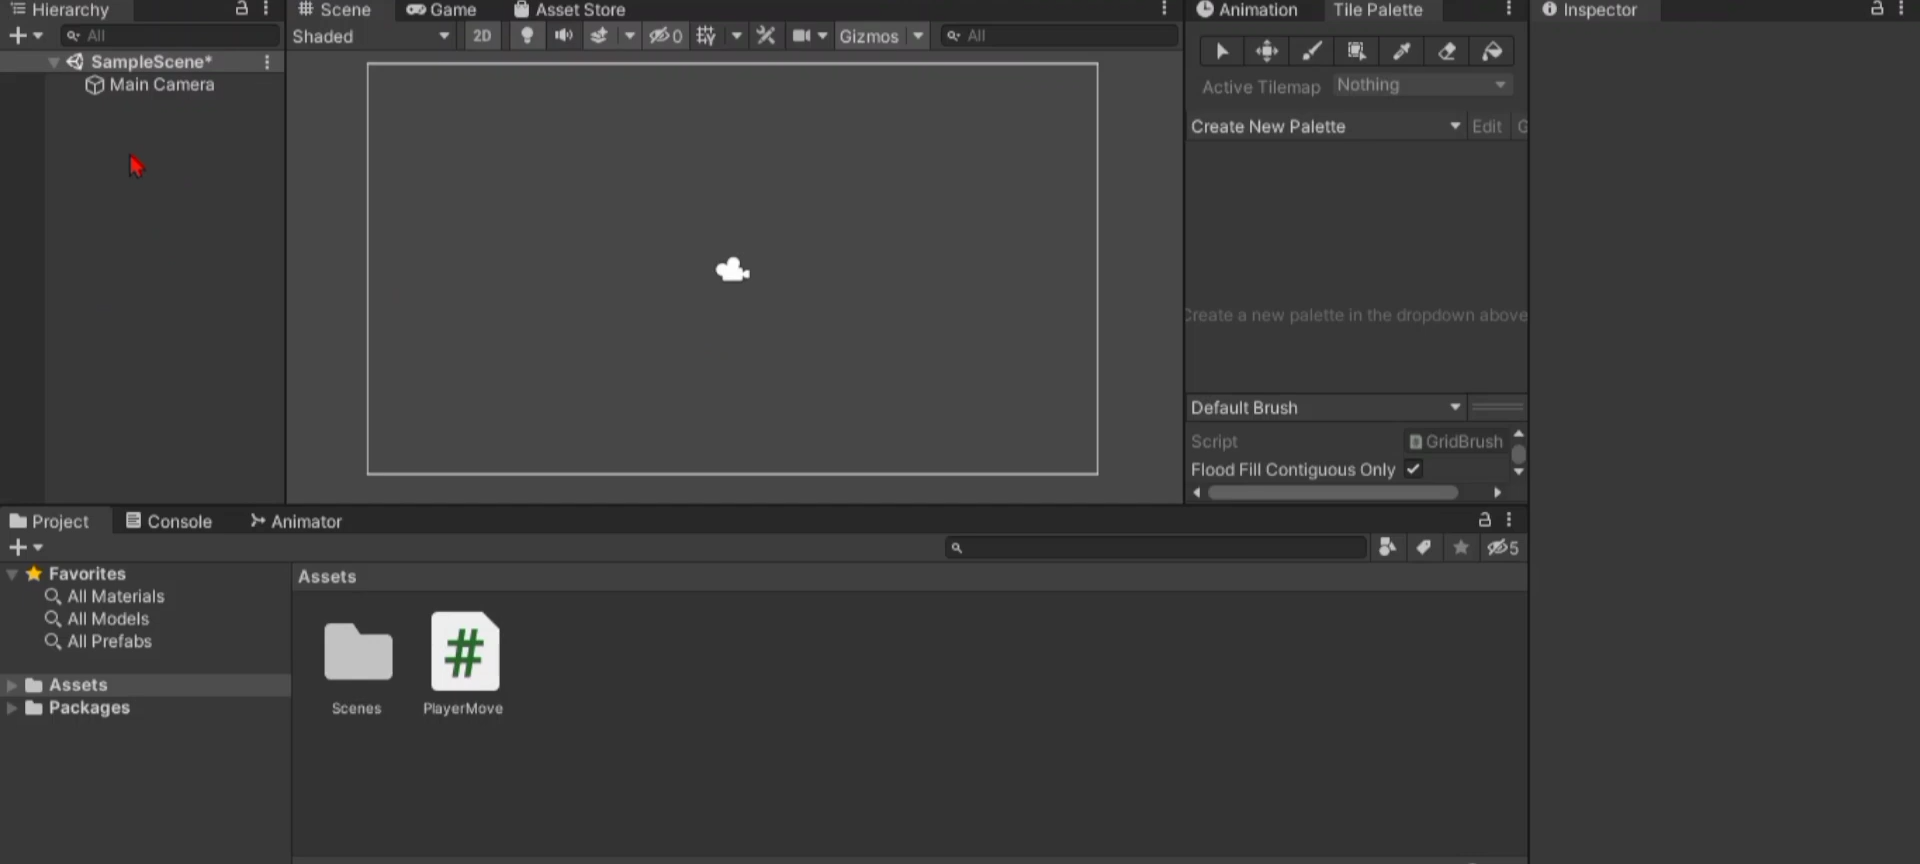 Hierarchy
All
SampleScene*
Main Camera
Scene
Game
Asset Store
Shaded
2D
0
Gizmos
All
Animation
Tile Palette
Active Tilemap
Nothing
Create New Palette
Edit
G
Create a new palette in the dropdown above
Default Brush
Script
GridBrush
Flood Fill Contiguous Only
Inspector
Project
Console
Animator
5
Favorites
All Materials
All Models
All Prefabs
Assets
Packages
Assets
Scenes
#
PlayerMove